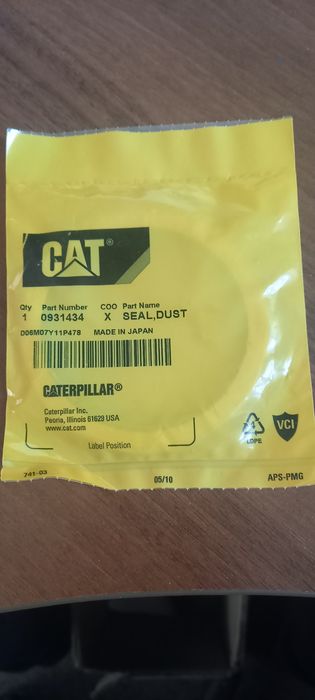 CAT®
Qty Part Number COO Part Name
1 0931434 X SEAL,DUST
D06M07Y11P478 MADE IN JAPAN
CATERPILLAR®
Caterpillar Inc.
Peoria, Illinois 61629 USA
www.cat.com
Label Position
4
LDPE
VCI
741-03
05/10
APS-PMG